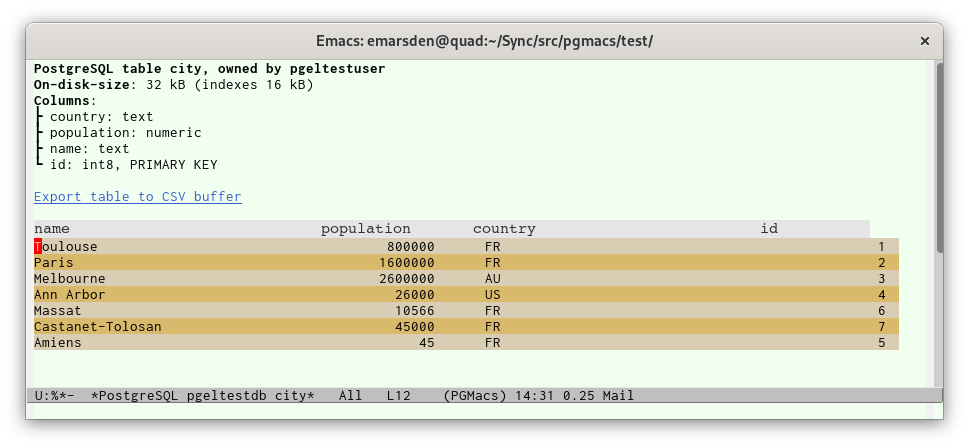 Emacs: emarsden@quad:~/Sync/src/pgmacs/test/ ×
PostgreSQL table city, owned by pgeltestuser
On-disk-size: 32 kB (indexes 16 kB)
Columns:
├ country: text
├ population: numeric
├ name: text
└ id: int8, PRIMARY KEY
Export table to CSV buffer
name population country id
Toulouse 800000 FR 1
Paris 1600000 FR 2
Melbourne 2600000 AU 3
Ann Arbor 26000 US 4
Massat 10566 FR 6
Castanet-Tolosan 45000 FR 7
Amiens 45 FR 5
U:%*- *PostgreSQL pgeltestdb city* All L12 (PGMacs) 14:31 0.25 Mail